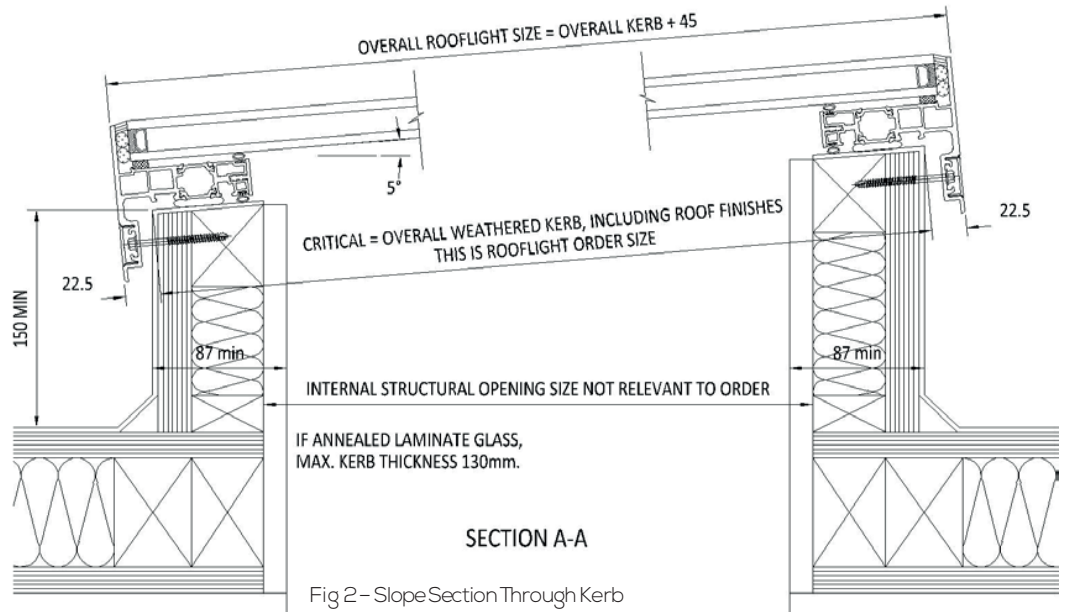 OVERALL ROOFLIGHT SIZE = OVERALL KERB + 45
5°
22.5
CRITICAL = OVERALL WEATHERED KERB, INCLUDING ROOF FINISHES
THIS IS ROOFLIGHT ORDER SIZE
22.5
150 MIN
87 min
87 min
INTERNAL STRUCTURAL OPENING SIZE NOT RELEVANT TO ORDER
IF ANNEALED LAMINATE GLASS,
MAX. KERB THICKNESS 130mm.
SECTION A-A
Fig 2 – Slope Section Through Kerb